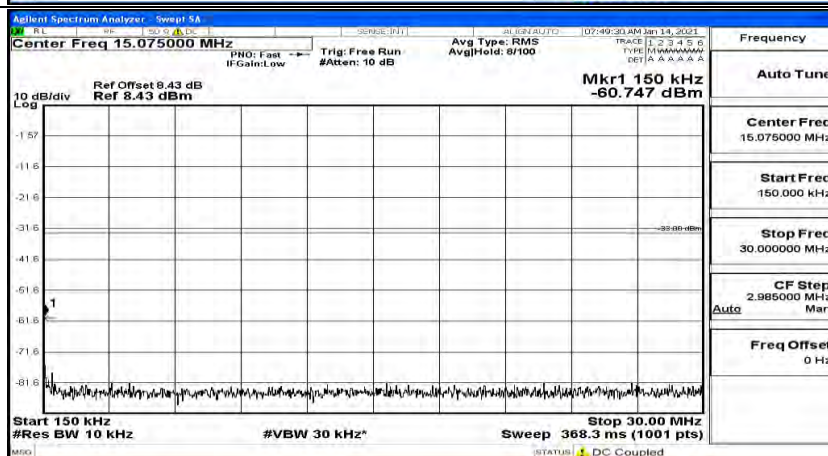 Agilent Spectrum Analyzer - Swept SA
RL RF 50 Ω DC SENSE:INT ALIGN AUTO 07:49:30 AM Jan 14, 2021
Center Freq 15.075000 MHz
PNO: Fast
IFGain:Low
Trig: Free Run
#Atten: 10 dB
Avg Type: RMS
Avg|Hold: 8/100
TRACE 1 2 3 4 5 6
TYPE M WWWWW
DET A A A A A A
Frequency
Auto Tune
Ref Offset 8.43 dB
Ref 8.43 dBm
10 dB/div
Log
Mkr1 150 kHz
-60.747 dBm
Center Freq
15.075000 MHz
Start Freq
150.000 kHz
Stop Freq
30.000000 MHz
CF Step
2.985000 MHz
Auto Man
Freq Offset
0 Hz
-1.57
-11.6
-21.6
-31.6
-33.00 dBm
-41.6
-51.6
1
-61.6
-71.6
-81.6
Start 150 kHz
Stop 30.00 MHz
#Res BW 10 kHz
#VBW 30 kHz*
Sweep 368.3 ms (1001 pts)
MSG
STATUS DC Coupled